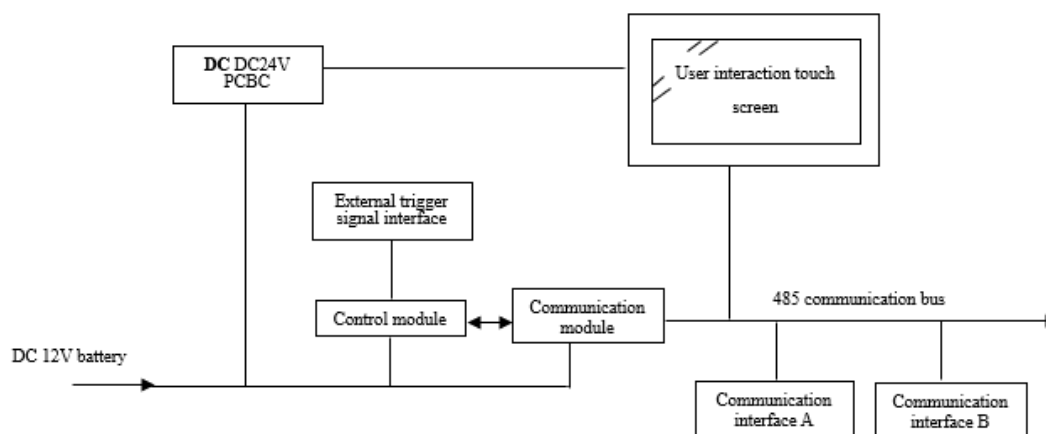 DC DC24V
PCBC
User interaction touch
screen
External trigger
signal interface
Control module
Communication
module
485 communication bus
DC 12V battery
Communication
interface A
Communication
interface B